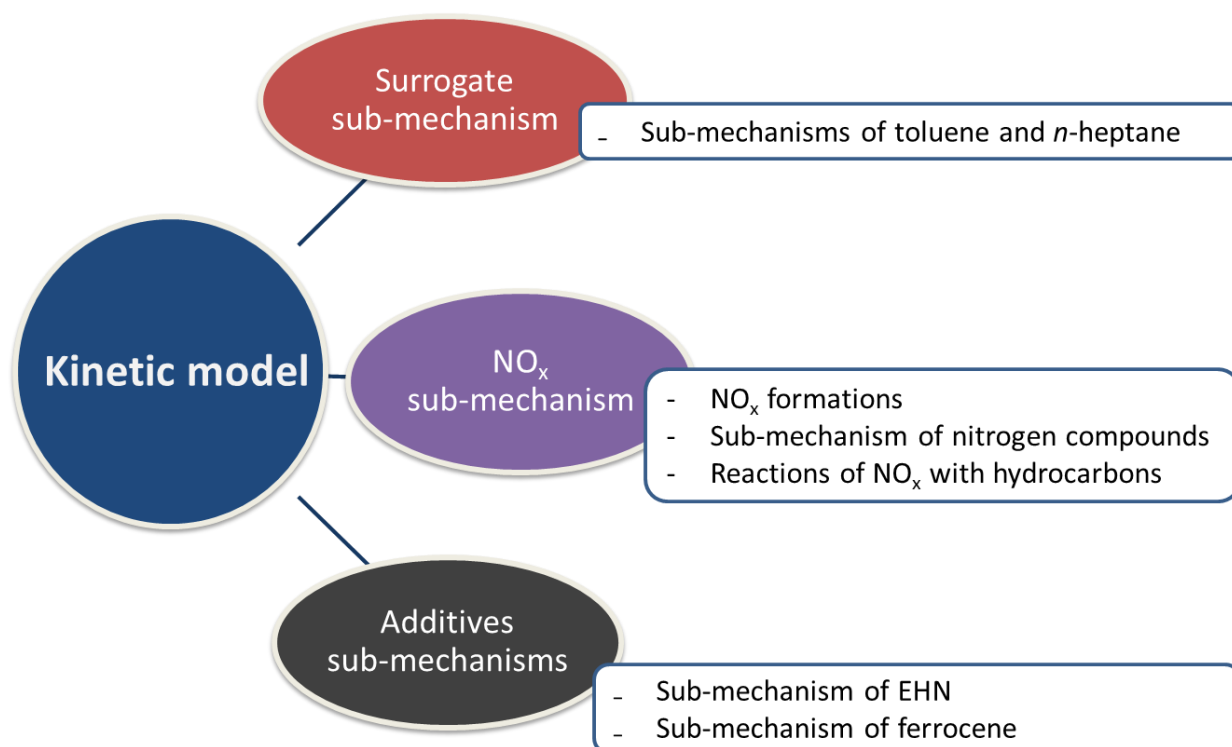 Surrogate
sub-mechanism
- Sub-mechanisms of toluene and n-heptane
Kinetic model
NOx
sub-mechanism
- NOx formations
- Sub-mechanism of nitrogen compounds
- Reactions of NOx with hydrocarbons
Additives
sub-mechanisms
- Sub-mechanism of EHN
- Sub-mechanism of ferrocene